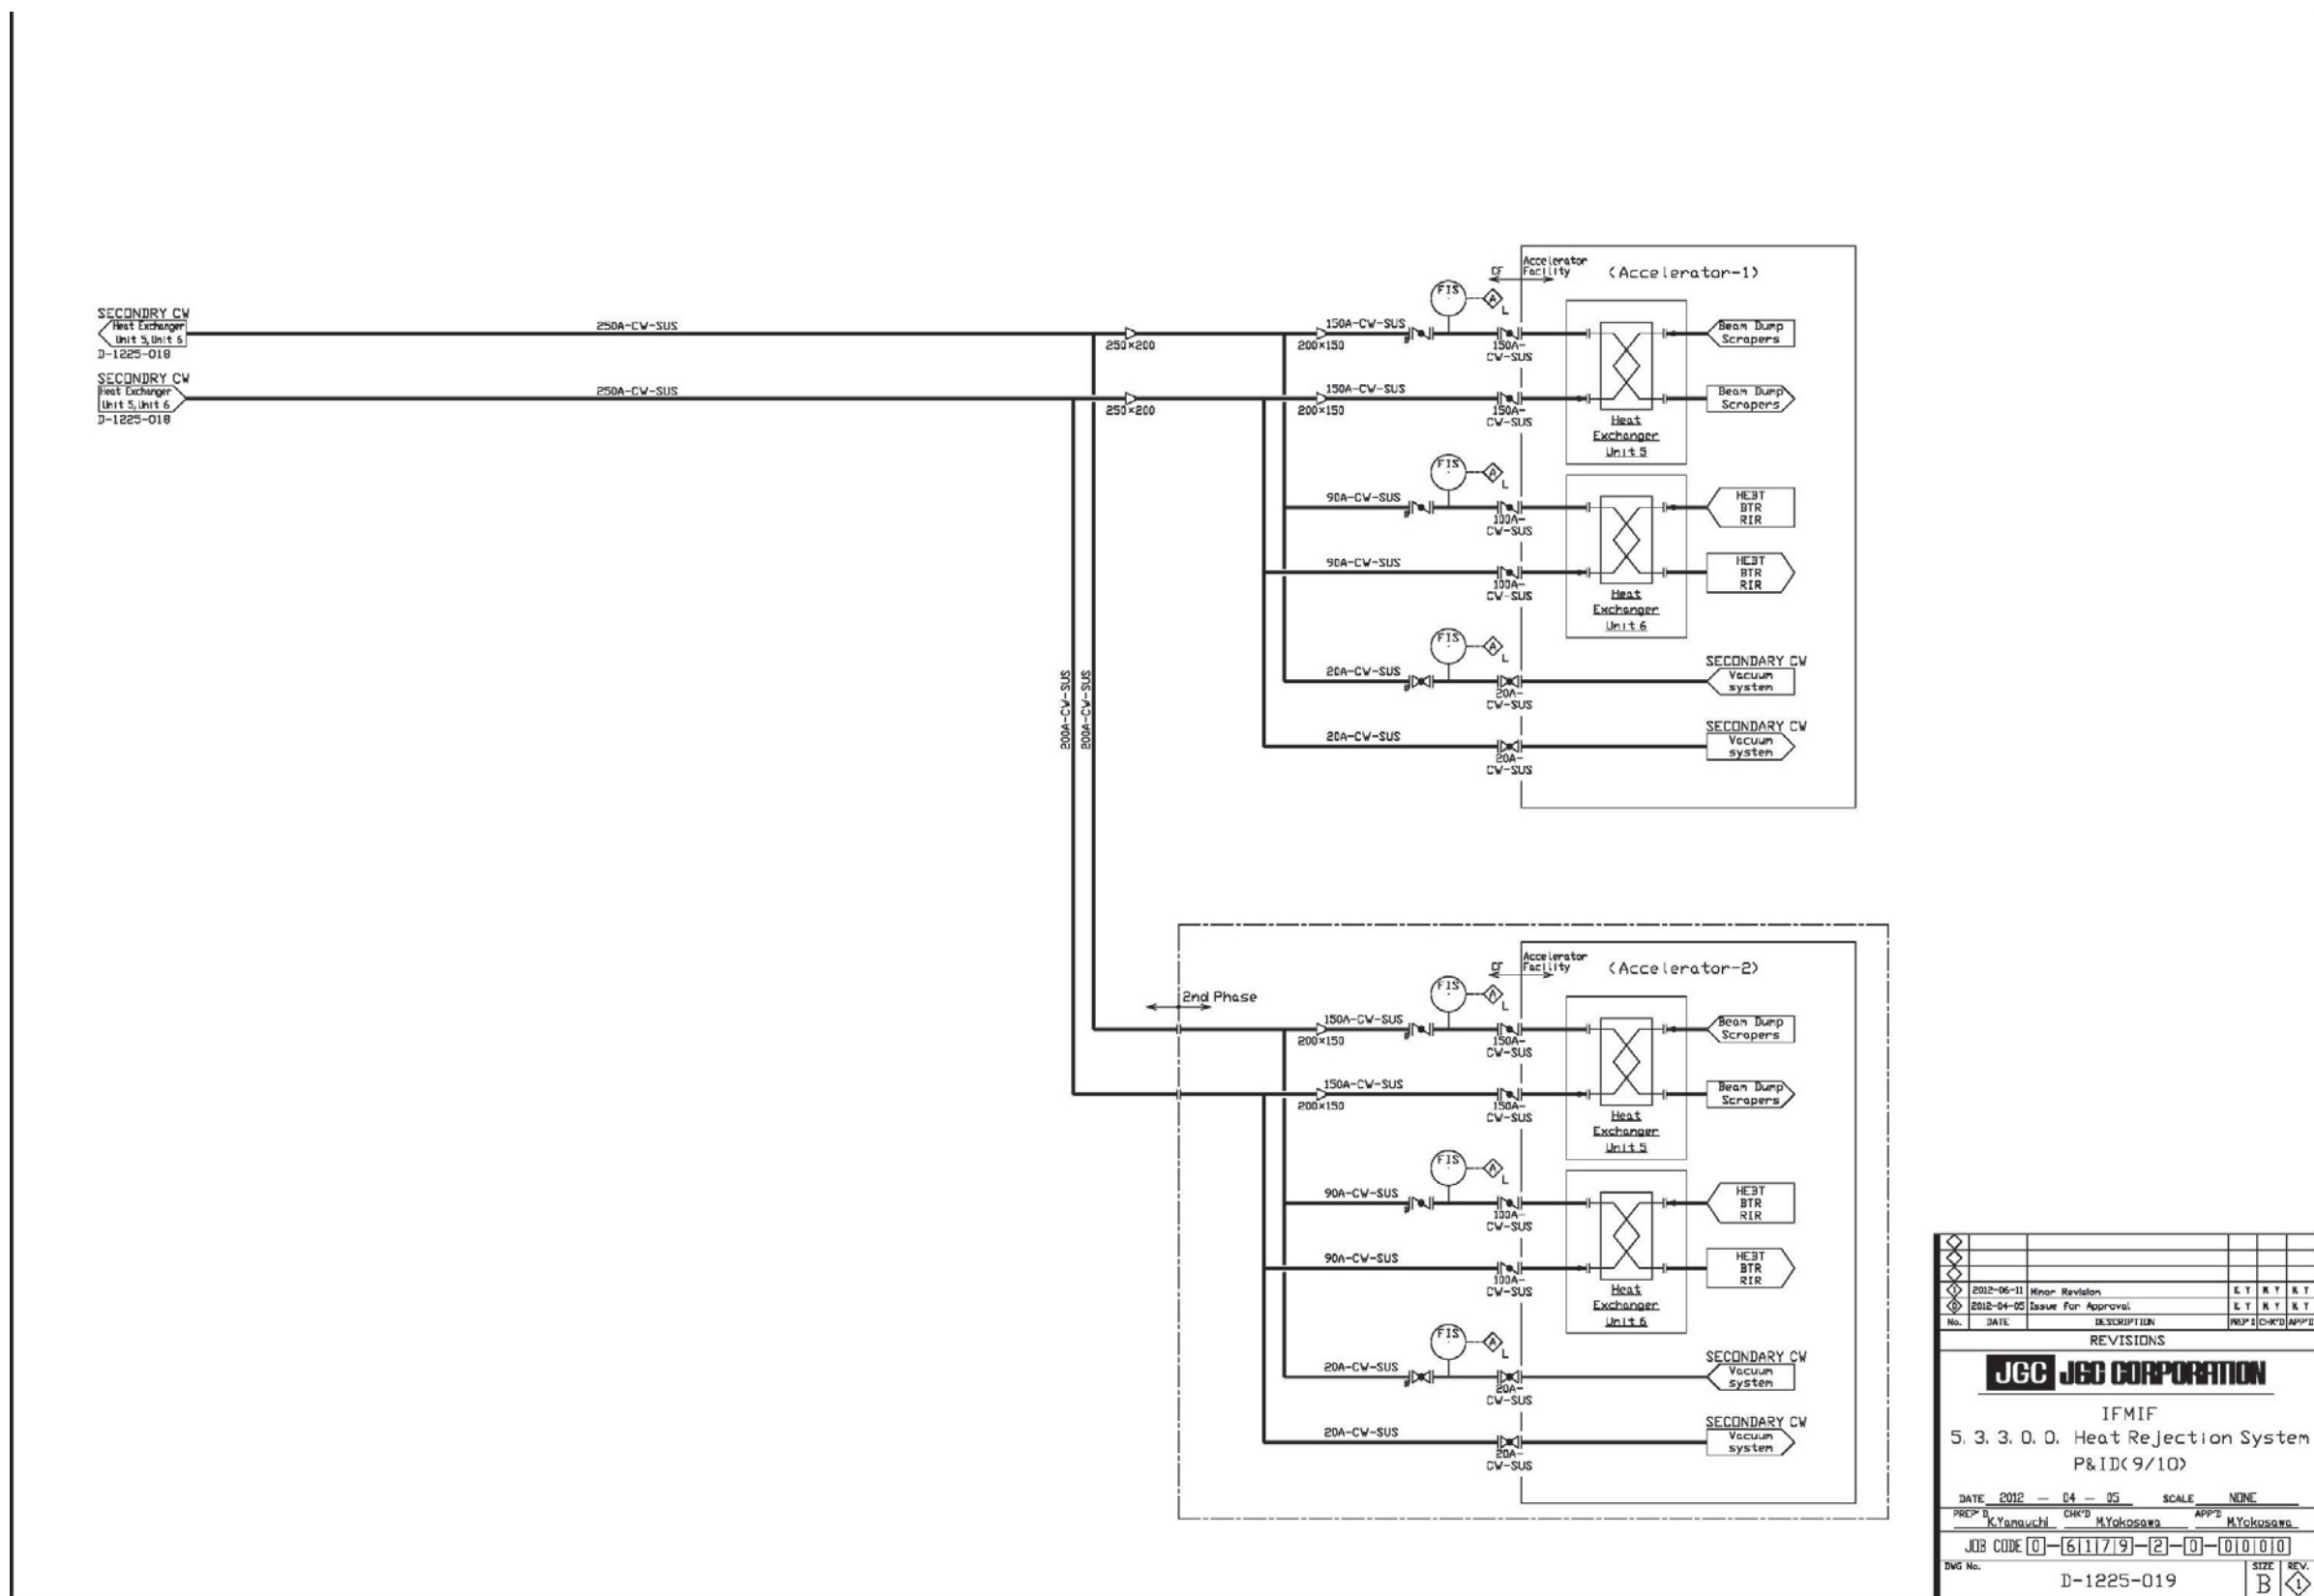 SECONDRY CW
Heat Exchanger
Unit 5,Unit 6
D-1225-018
SECONDRY CW
Heat Exchanger
Unit 5,Unit 6
D-1225-018
250A-CW-SUS
250A-CW-SUS
250×200
250×200
200A-CW-SUS
200A-CW-SUS
CF
Accelerator
Facility
(Accelerator-1)
FIS
A
L
150A-CW-SUS
200×150
150A-
CW-SUS
Beam Dump
Scrapers
150A-CW-SUS
200×150
150A-
CW-SUS
Beam Dump
Scrapers
Heat
Exchanger
Unit 5
FIS
A
L
90A-CW-SUS
100A-
CW-SUS
HEBT
BTR
RIR
90A-CW-SUS
100A-
CW-SUS
HEBT
BTR
RIR
Heat
Exchanger
Unit 6
FIS
A
L
20A-CW-SUS
20A-
CW-SUS
SECONDARY CW
Vacuum
system
20A-CW-SUS
20A-
CW-SUS
SECONDARY CW
Vacuum
system
2nd Phase
CF
Accelerator
Facility
(Accelerator-2)
FIS
A
L
150A-CW-SUS
200×150
150A-
CW-SUS
Beam Dump
Scrapers
150A-CW-SUS
200×150
150A-
CW-SUS
Beam Dump
Scrapers
Heat
Exchanger
Unit 5
FIS
A
L
90A-CW-SUS
100A-
CW-SUS
HEBT
BTR
RIR
90A-CW-SUS
100A-
CW-SUS
HEBT
BTR
RIR
Heat
Exchanger
Unit 6
FIS
A
L
20A-CW-SUS
20A-
CW-SUS
SECONDARY CW
Vacuum
system
20A-CW-SUS
20A-
CW-SUS
SECONDARY CW
Vacuum
system
1 2012-06-11 Minor Revision K Y M Y M Y
0 2012-04-05 Issue for Approval K Y M Y M Y
No. DATE DESCRIPTION PREP'D CHK'D APP'D
REVISIONS
JGC JGC CORPORATION
IFMIF
5. 3. 3. 0. 0. Heat Rejection System
P&ID(9/10)
DATE 2012 - 04 - 05 SCALE NONE
PREP'D K.Yamauchi CHK'D M.Yokosawa APP'D M.Yokosawa
JOB CODE 0-6179-2-0-0000
DWG No. SIZE REV.
D-1225-019 B 1